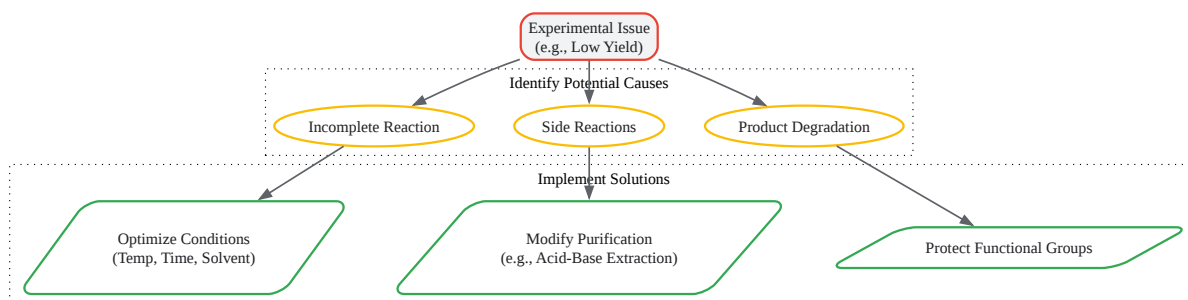 Experimental Issue
(e.g., Low Yield)
Identify Potential Causes
Incomplete Reaction
Side Reactions
Product Degradation
Implement Solutions
Optimize Conditions
(Temp, Time, Solvent)
Modify Purification
(e.g., Acid-Base Extraction)
Protect Functional Groups